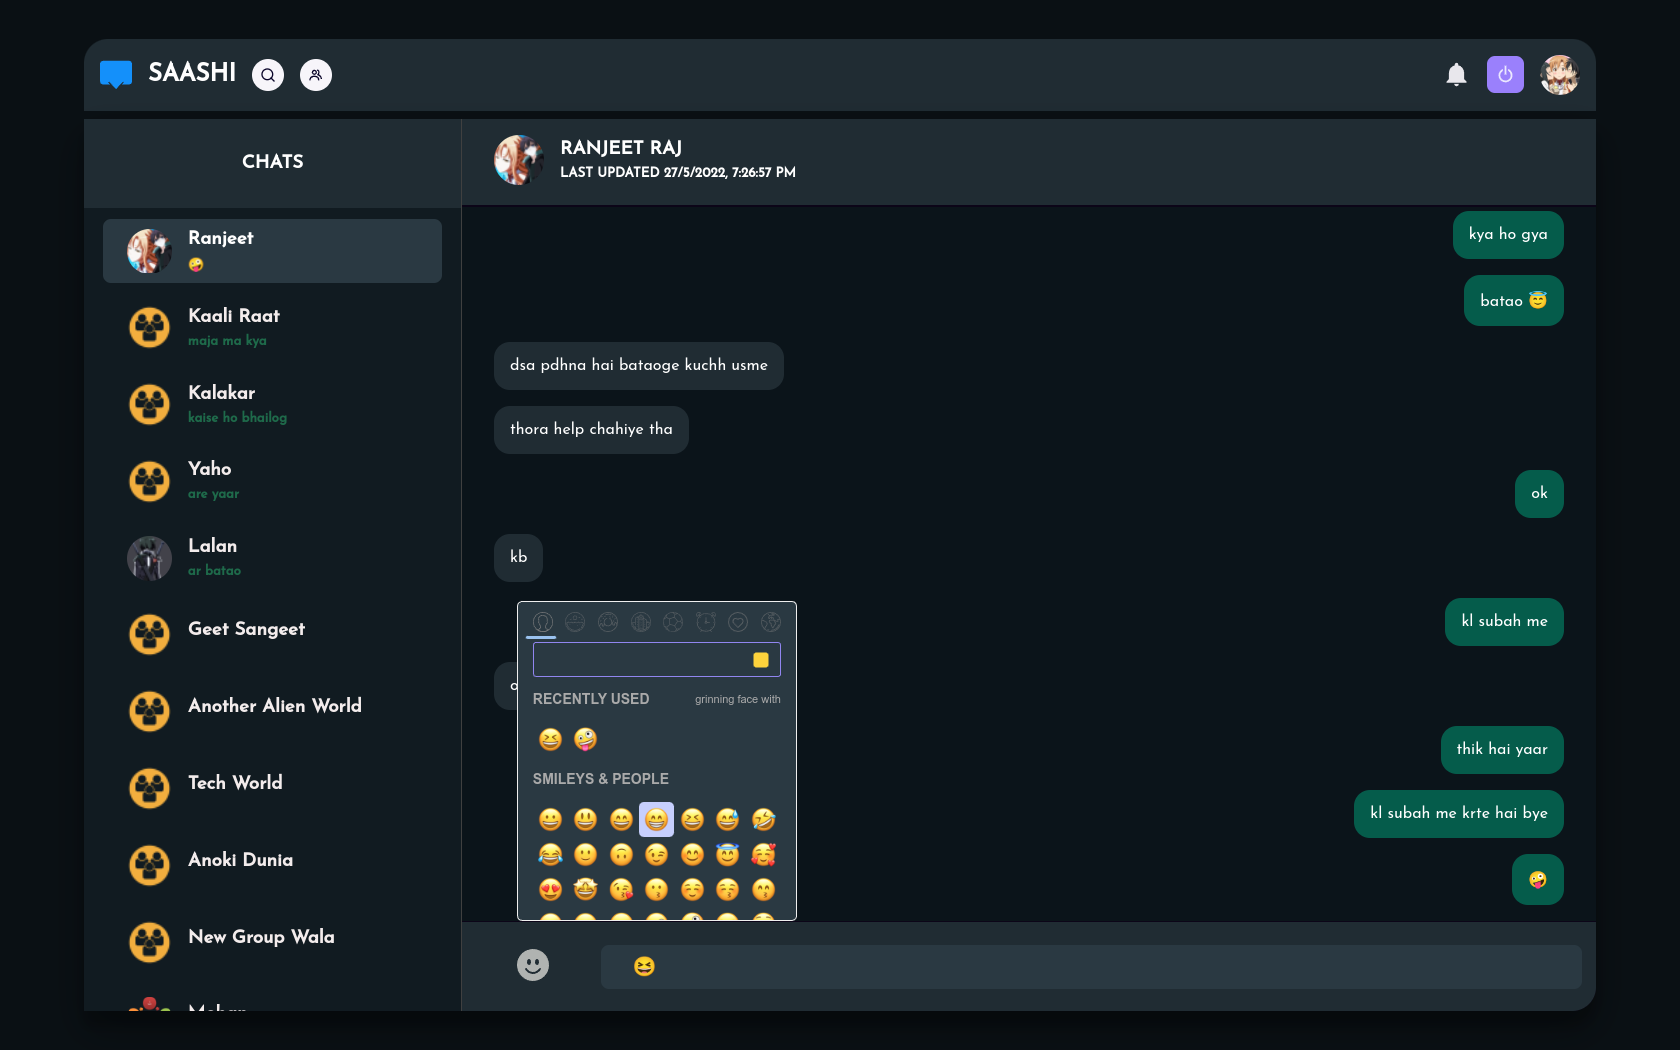 SAASHI
CHATS
Ranjeet
🤪
Kaali Raat
maja ma kya
Kalakar
kaise ho bhailog
Yaho
are yaar
Lalan
ar batao
Geet Sangeet
Another Alien World
Tech World
Anoki Dunia
New Group Wala
RANJEET RAJ
LAST UPDATED 27/5/2022, 7:26:57 PM
kya ho gya
batao 😇
dsa pdhna hai bataoge kuchh usme
thora help chahiye tha
ok
kb
kl subah me
thik hai yaar
kl subah me krte hai bye
🤪
RECENTLY USED
grinning face with
SMILEYS & PEOPLE
😆